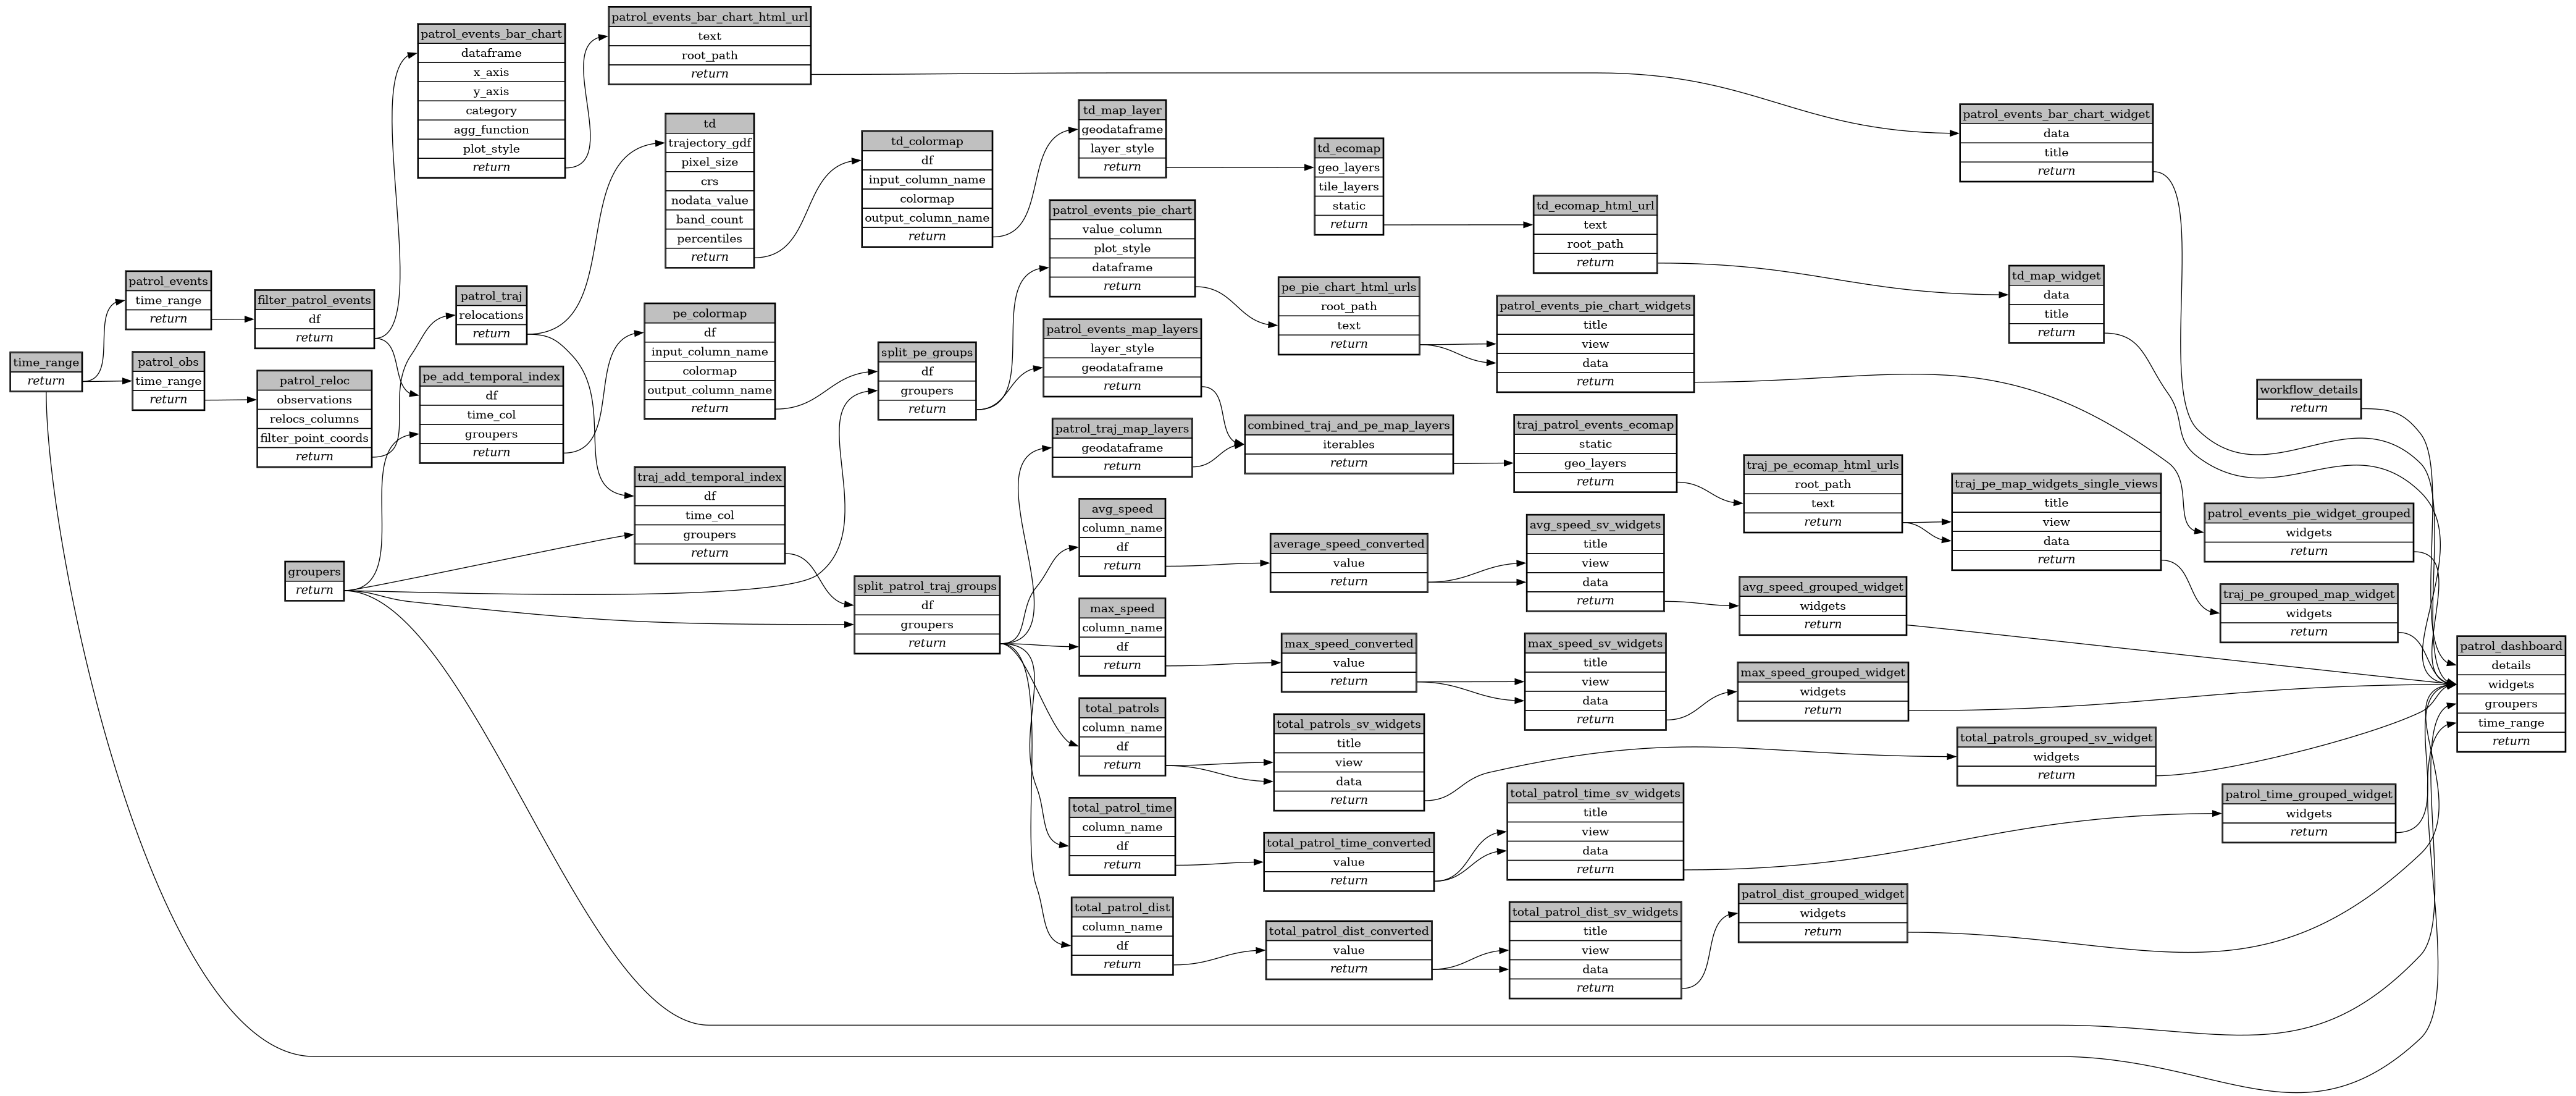 time_range
return
patrol_events
time_range
return
patrol_obs
time_range
return
filter_patrol_events
df
return
patrol_reloc
observations
relocs_columns
filter_point_coords
return
groupers
return
patrol_events_bar_chart
dataframe
x_axis
y_axis
category
agg_function
plot_style
return
patrol_traj
relocations
return
pe_add_temporal_index
df
time_col
groupers
return
patrol_events_bar_chart_html_url
text
root_path
return
td
trajectory_gdf
pixel_size
crs
nodata_value
band_count
percentiles
return
pe_colormap
df
input_column_name
colormap
output_column_name
return
traj_add_temporal_index
df
time_col
groupers
return
td_colormap
df
input_column_name
colormap
output_column_name
return
split_pe_groups
df
groupers
return
split_patrol_traj_groups
df
groupers
return
td_map_layer
geodataframe
layer_style
return
patrol_events_pie_chart
value_column
plot_style
dataframe
return
patrol_events_map_layers
layer_style
geodataframe
return
patrol_traj_map_layers
geodataframe
return
avg_speed
column_name
df
return
max_speed
column_name
df
return
total_patrols
column_name
df
return
total_patrol_time
column_name
df
return
total_patrol_dist
column_name
df
return
td_ecomap
geo_layers
tile_layers
static
return
pe_pie_chart_html_urls
root_path
text
return
combined_traj_and_pe_map_layers
iterables
return
average_speed_converted
value
return
max_speed_converted
value
return
total_patrols_sv_widgets
title
view
data
return
total_patrol_time_converted
value
return
total_patrol_dist_converted
value
return
td_ecomap_html_url
text
root_path
return
patrol_events_pie_chart_widgets
title
view
data
return
traj_patrol_events_ecomap
static
geo_layers
return
avg_speed_sv_widgets
title
view
data
return
max_speed_sv_widgets
title
view
data
return
total_patrol_time_sv_widgets
title
view
data
return
total_patrol_dist_sv_widgets
title
view
data
return
traj_pe_ecomap_html_urls
root_path
text
return
avg_speed_grouped_widget
widgets
return
max_speed_grouped_widget
widgets
return
patrol_dist_grouped_widget
widgets
return
patrol_events_bar_chart_widget
data
title
return
td_map_widget
data
title
return
traj_pe_map_widgets_single_views
title
view
data
return
total_patrols_grouped_sv_widget
widgets
return
workflow_details
return
patrol_events_pie_widget_grouped
widgets
return
traj_pe_grouped_map_widget
widgets
return
patrol_time_grouped_widget
widgets
return
patrol_dashboard
details
widgets
groupers
time_range
return